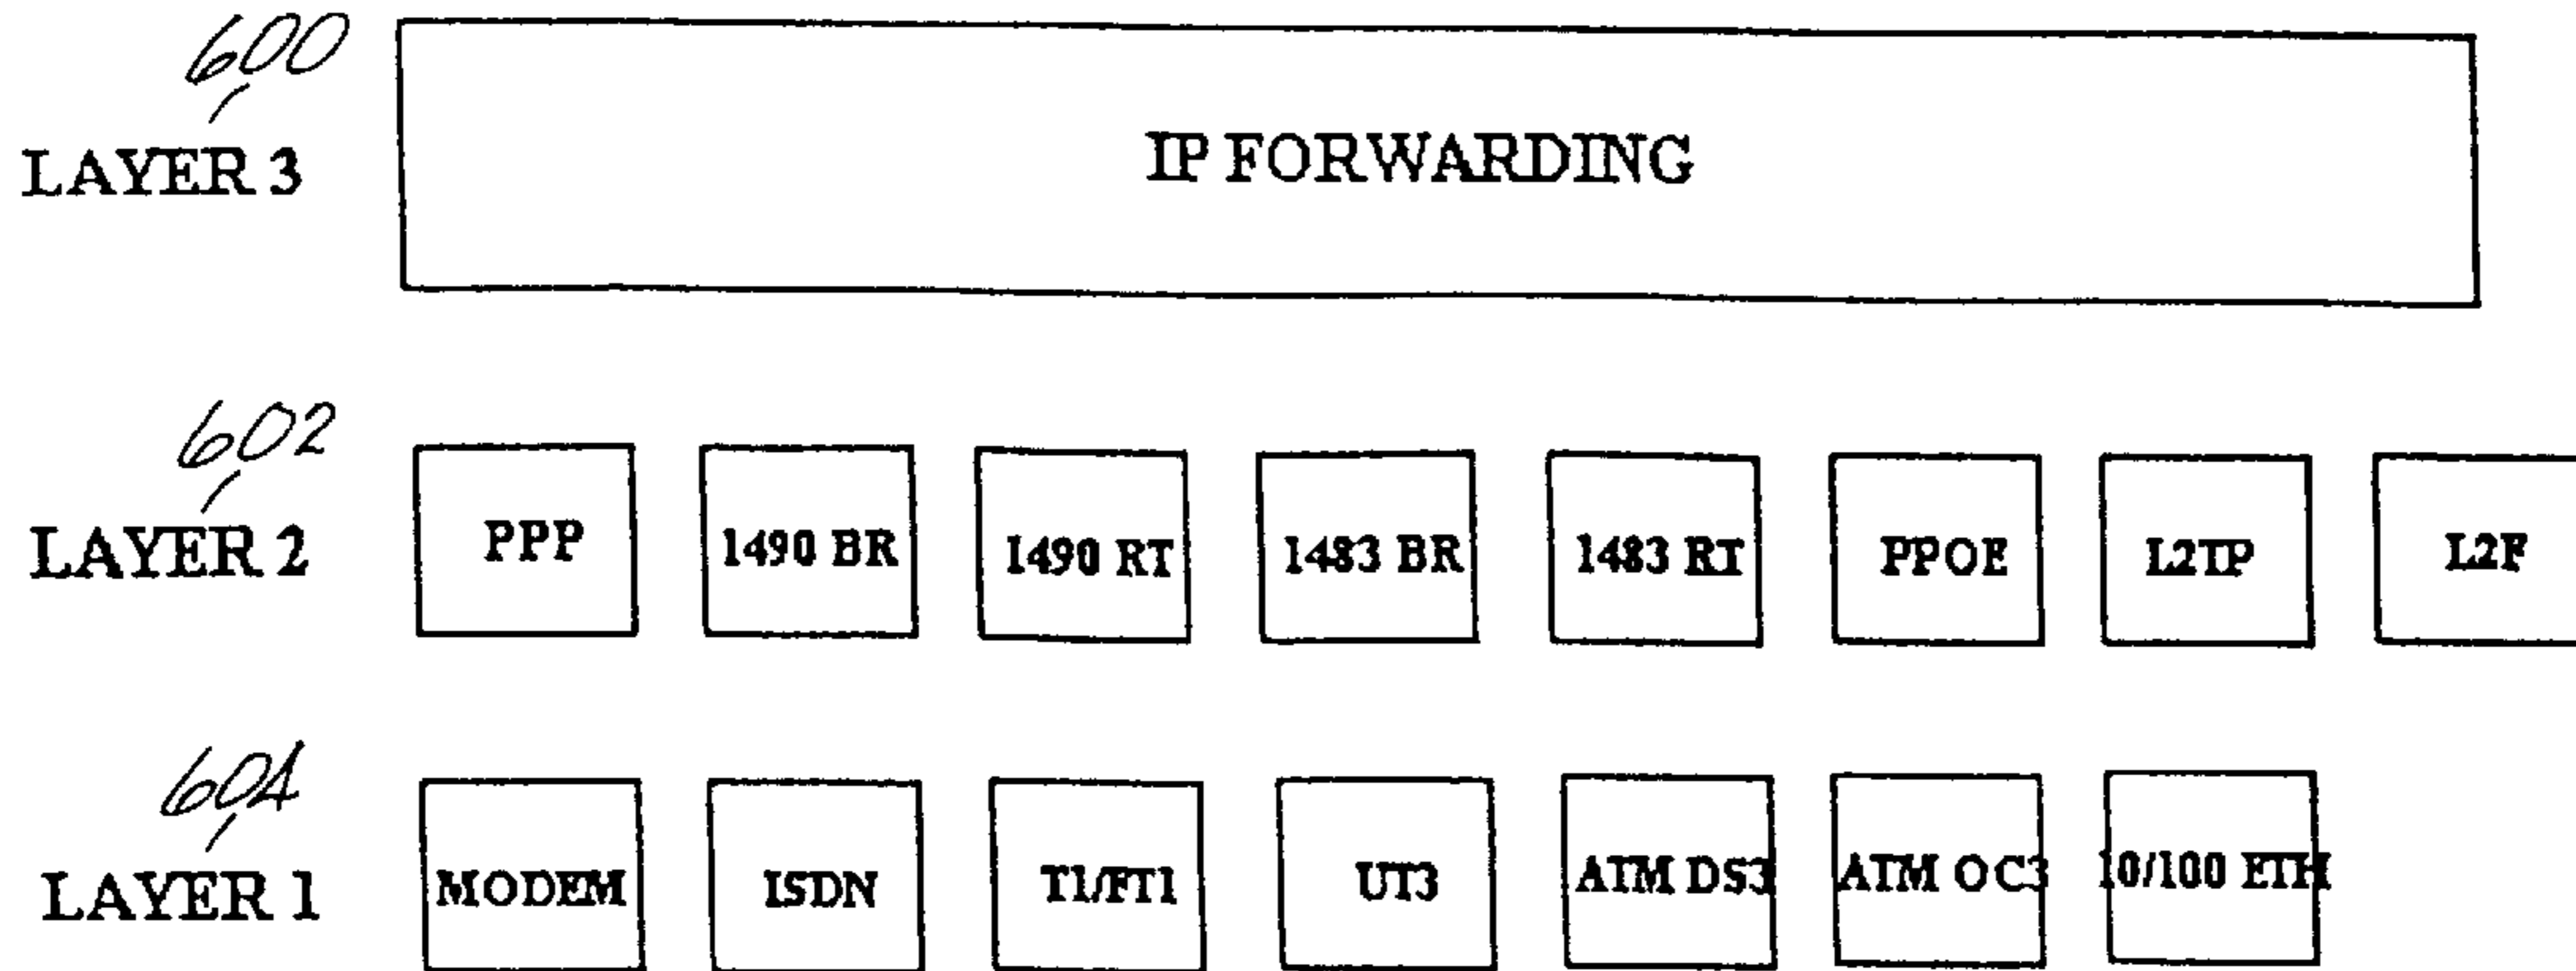 600
LAYER 3
IP FORWARDING
602
LAYER 2
PPP
1490 BR
1490 RT
1483 BR
1483 RT
PPOE
L2TP
L2F
604
LAYER 1
MODEM
ISDN
T1/FT1
UT3
ATM DS3
ATM OC3
10/100 ETH